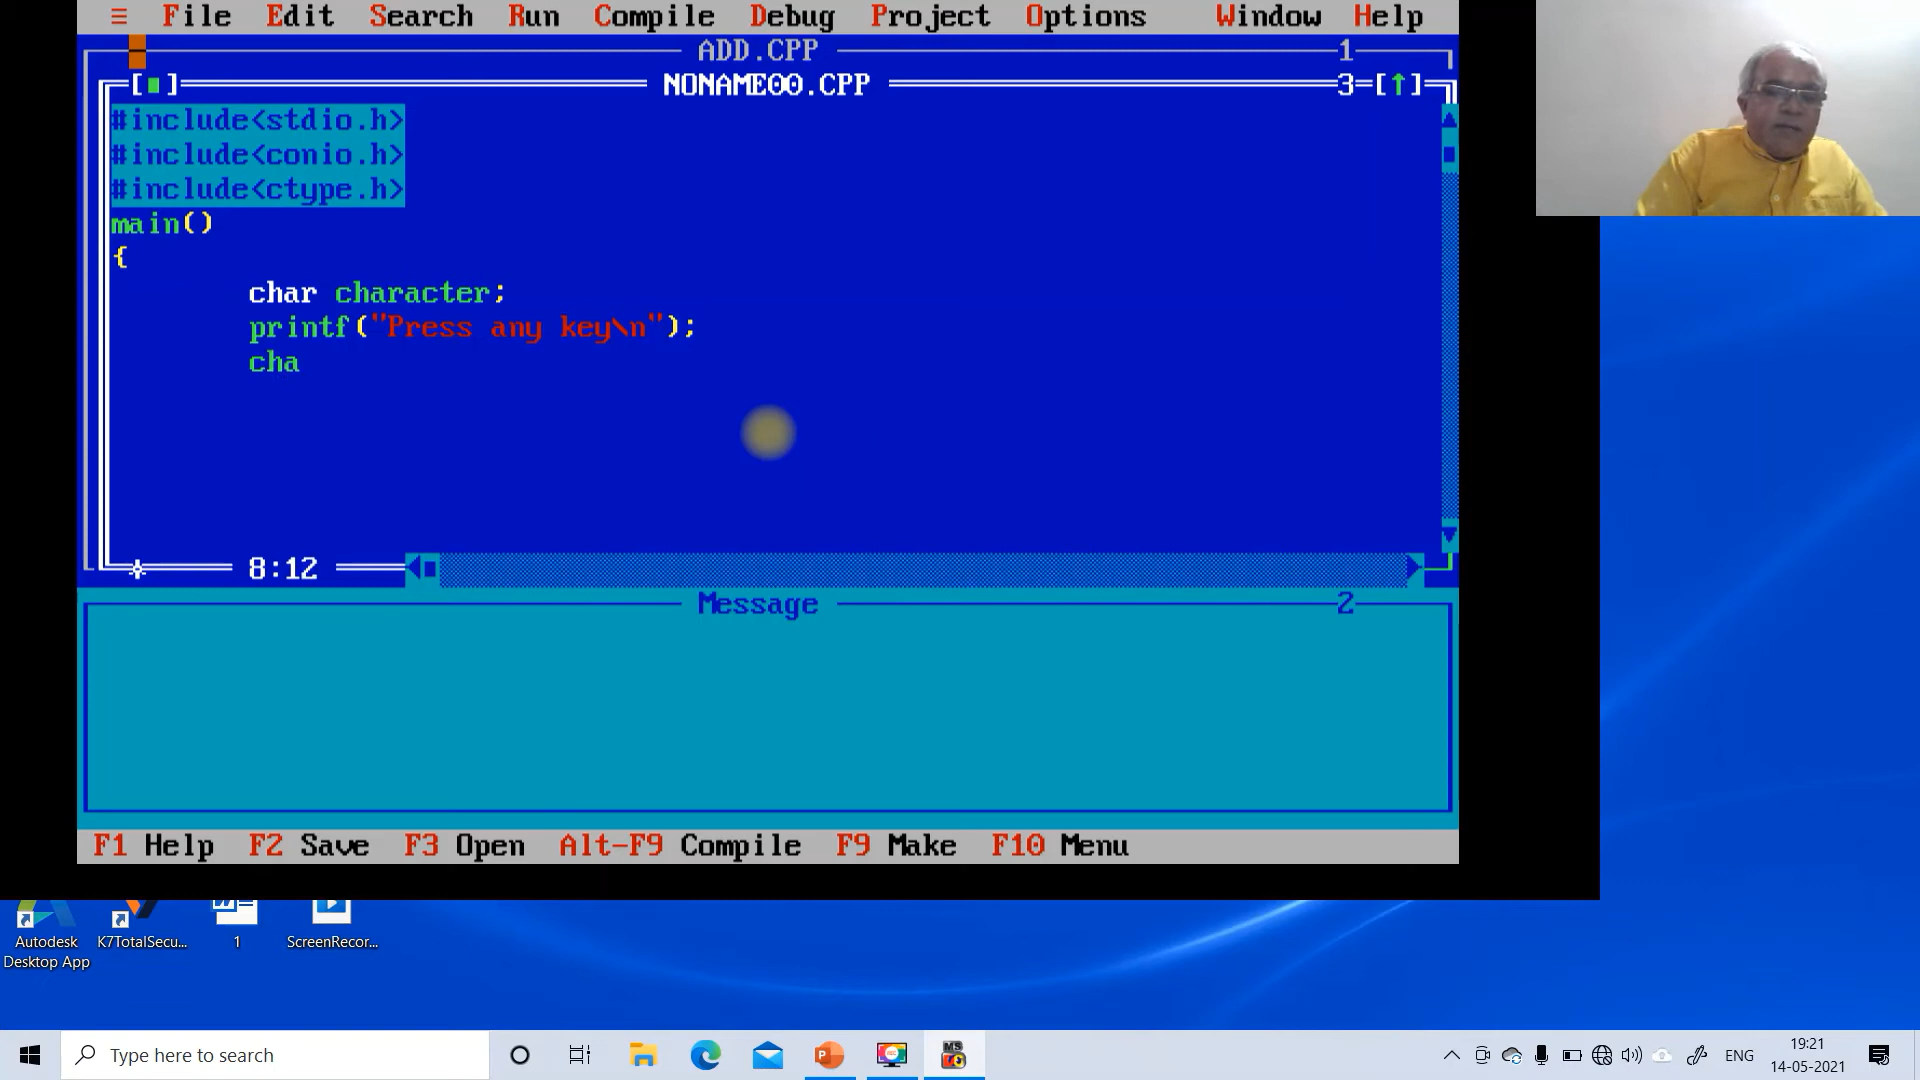 ≡ File Edit Search Run Compile Debug Project Options Window Help
ADD.CPP 1
[■] NONAME00.CPP 3=[↑]
#include<stdio.h>
#include<conio.h>
#include<ctype.h>
main()
{
char character;
printf("Press any key\n");
cha
8:12
Message 2
F1 Help F2 Save F3 Open Alt-F9 Compile F9 Make F10 Menu
Autodesk Desktop App
K7TotalSecu...
1
ScreenRecor...
Type here to search
ENG
19:21
14-05-2021